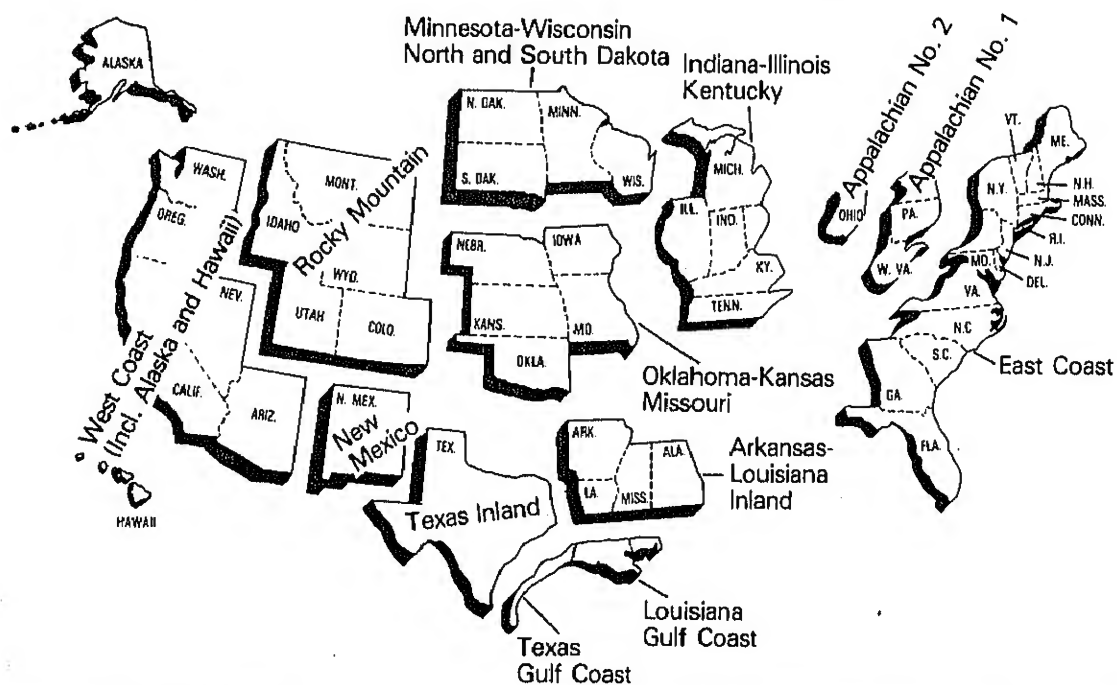 Minnesota-Wisconsin
North and South Dakota
Indiana-Illinois
Kentucky
Appalachian No. 2
Appalachian No. 1
ALASKA
WASH.
OREG.
NEV.
CALIF.
ARIZ.
West Coast
(Incl. Alaska and Hawaii)
HAWAII
MONT.
IDAHO
WYO.
UTAH
COLO.
Rocky Mountain
N. MEX.
New
Mexico
N. DAK.
MINN.
S. DAK.
WIS.
NEBR.
IOWA
KANS.
MO.
OKLA.
Oklahoma-Kansas
Missouri
MICH.
ILL.
IND.
KY.
TENN.
OHIO
PA.
W. VA.
VT.
ME.
N.Y.
N.H.
MASS.
CONN.
R.I.
N.J.
MD.
DEL.
VA.
N.C
S.C.
GA.
FLA.
East Coast
TEX.
Texas Inland
ARK.
ALA.
LA.
MISS.
Arkansas-
Louisiana
Inland
Louisiana
Gulf Coast
Texas
Gulf Coast